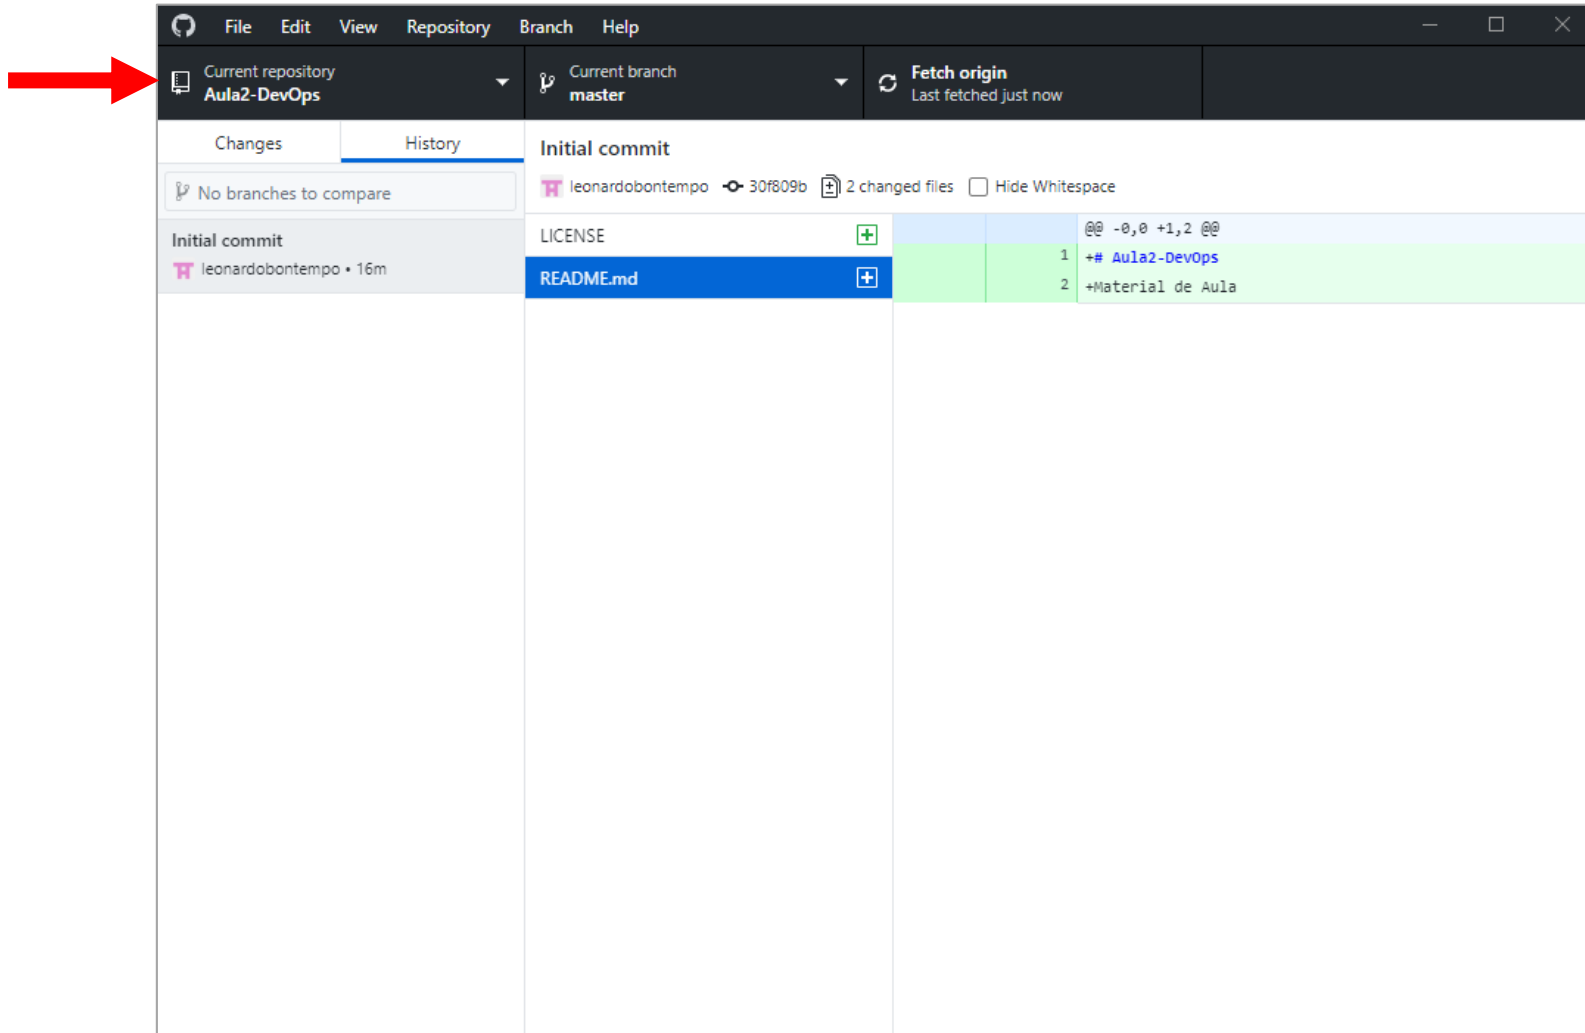 File Edit View Repository Branch Help
Current repository
Aula2-DevOps
Current branch
master
Fetch origin
Last fetched just now
Changes History
No branches to compare
Initial commit
leonardobontempo • 16m
Initial commit
leonardobontempo 30f809b 2 changed files Hide Whitespace
LICENSE
README.md
@@ -0,0 +1,2 @@
1 +# Aula2-DevOps
2 +Material de Aula